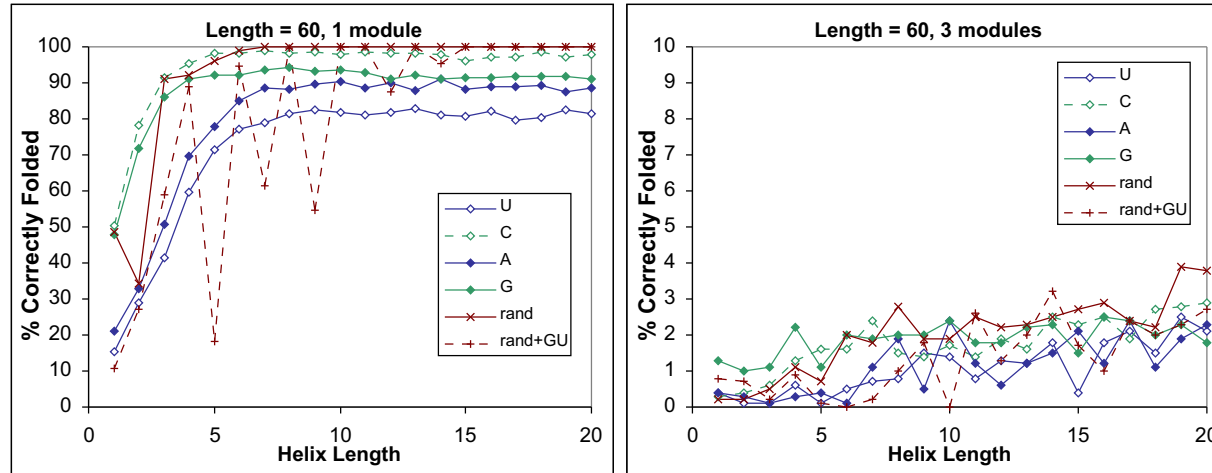 Length = 60, 1 module
% Correctly Folded
100
90
80
70
60
50
40
30
20
10
0
0 5 10 15 20
Helix Length
U
C
A
G
rand
rand+GU
Length = 60, 3 modules
% Correctly Folded
10
9
8
7
6
5
4
3
2
1
0
0 5 10 15 20
Helix Length
U
C
A
G
rand
rand+GU